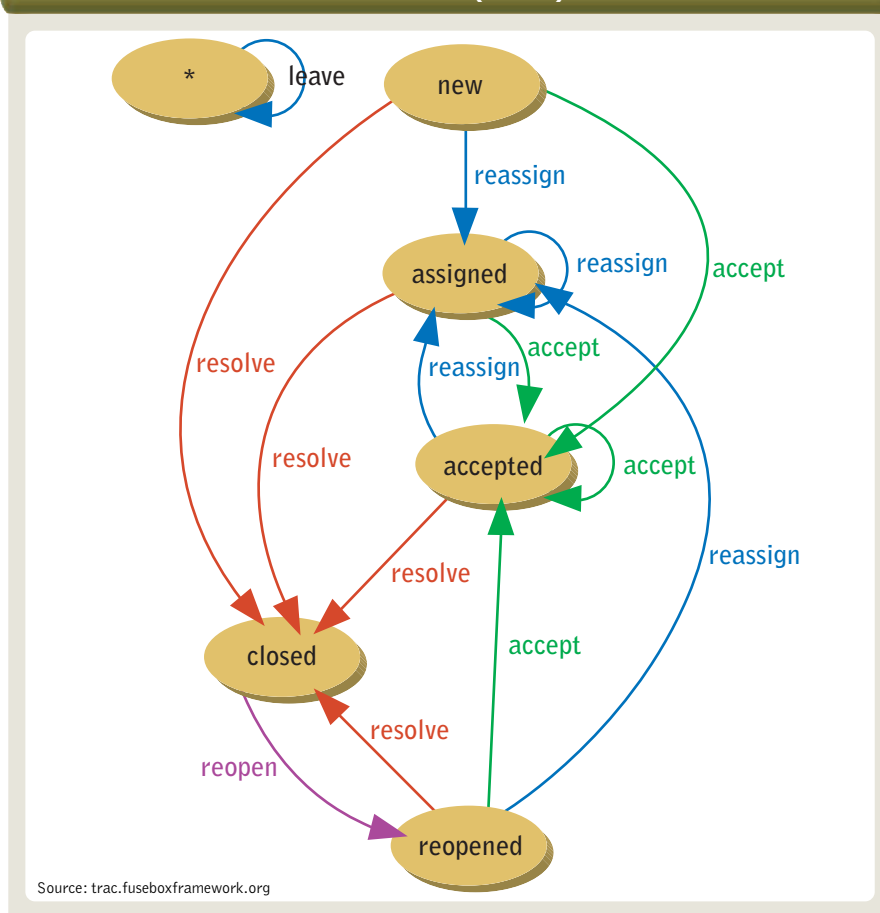 *
leave
new
reassign
assigned
reassign
accept
accept
reassign
resolve
resolve
accepted
accept
resolve
reassign
closed
accept
resolve
reopen
reopened
Source: trac.fuseboxframework.org